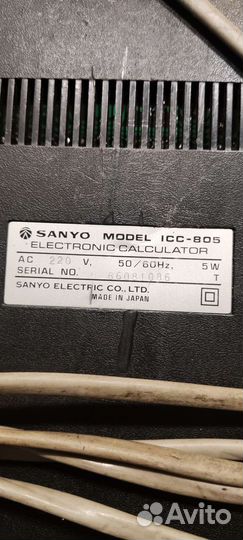 SANYO MODEL ICC-805
ELECTRONIC CALCULATOR
AC 220 V, 50/60Hz, 5W
SERIAL NO. 66081086 T
SANYO ELECTRIC CO., LTD.
MADE IN JAPAN
Avito